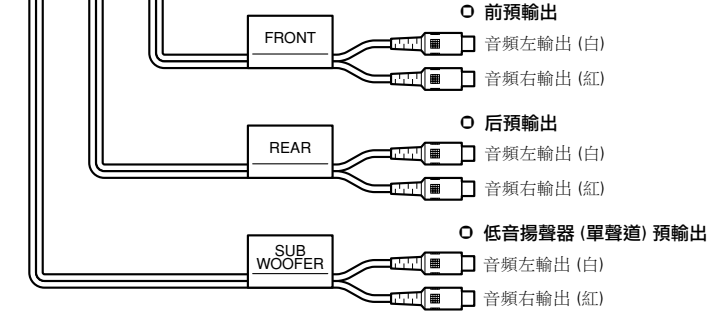 前預輸出
FRONT
音頻左輸出 (白)
音頻右輸出 (紅)
后預輸出
REAR
音頻左輸出 (白)
音頻右輸出 (紅)
低音揚聲器 (單聲道) 預輸出
SUB
WOOFER
音頻左輸出 (白)
音頻右輸出 (紅)